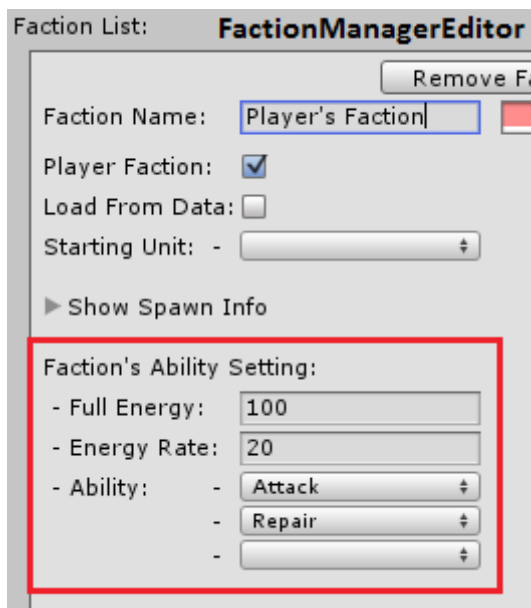 Faction List: FactionManagerEditor
Remove Fa
Faction Name: Player's Faction
Player Faction:
Load From Data:
Starting Unit: -
Show Spawn Info
Faction's Ability Setting:
- Full Energy: 100
- Energy Rate: 20
- Ability: - Attack
- Repair
-